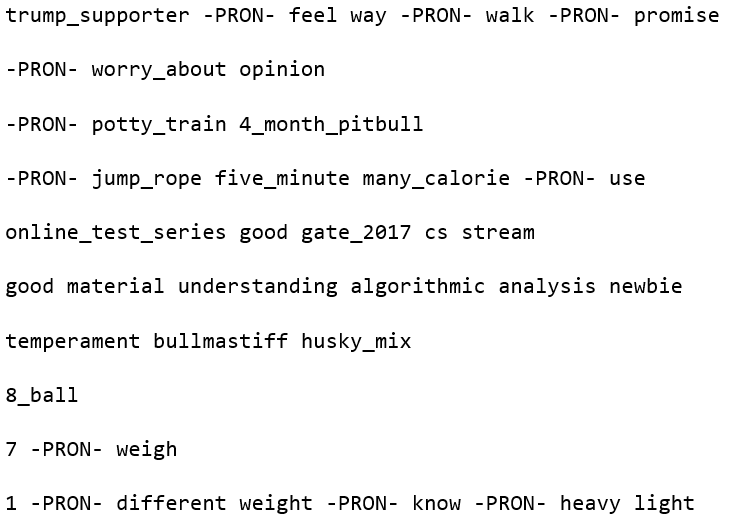 trump_supporter -PRON- feel way -PRON- walk -PRON- promise
-PRON- worry_about opinion
-PRON- potty_train 4_month_pitbull
-PRON- jump_rope five_minute many_calorie -PRON- use
online_test_series good gate_2017 cs stream
good material understanding algorithmic analysis newbie
temperament bullmastiff husky_mix
8_ball
7 -PRON- weigh
1 -PRON- different weight -PRON- know -PRON- heavy light